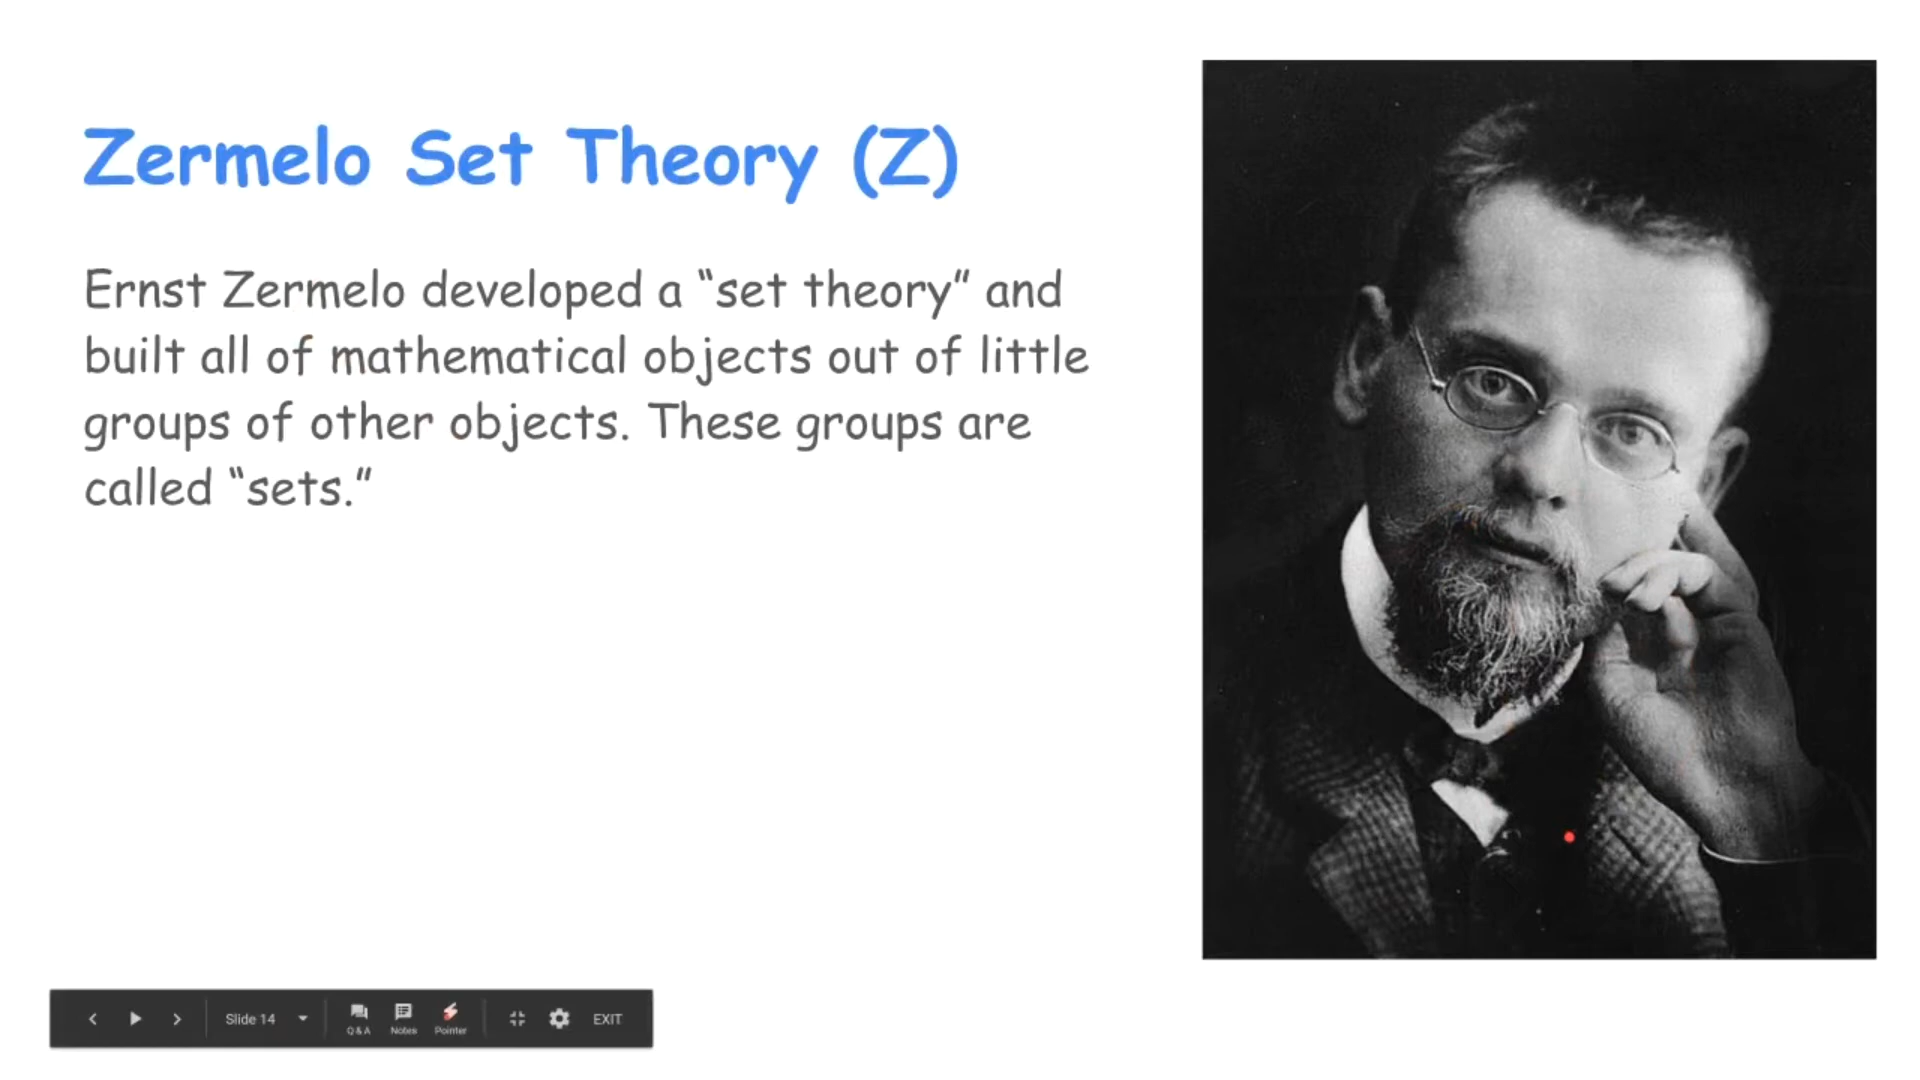 Zermelo Set Theory (Z)
Ernst Zermelo developed a “set theory” and
built all of mathematical objects out of little
groups of other objects. These groups are
called “sets.”
Slide 14
Q & A
Notes
Pointer
EXIT